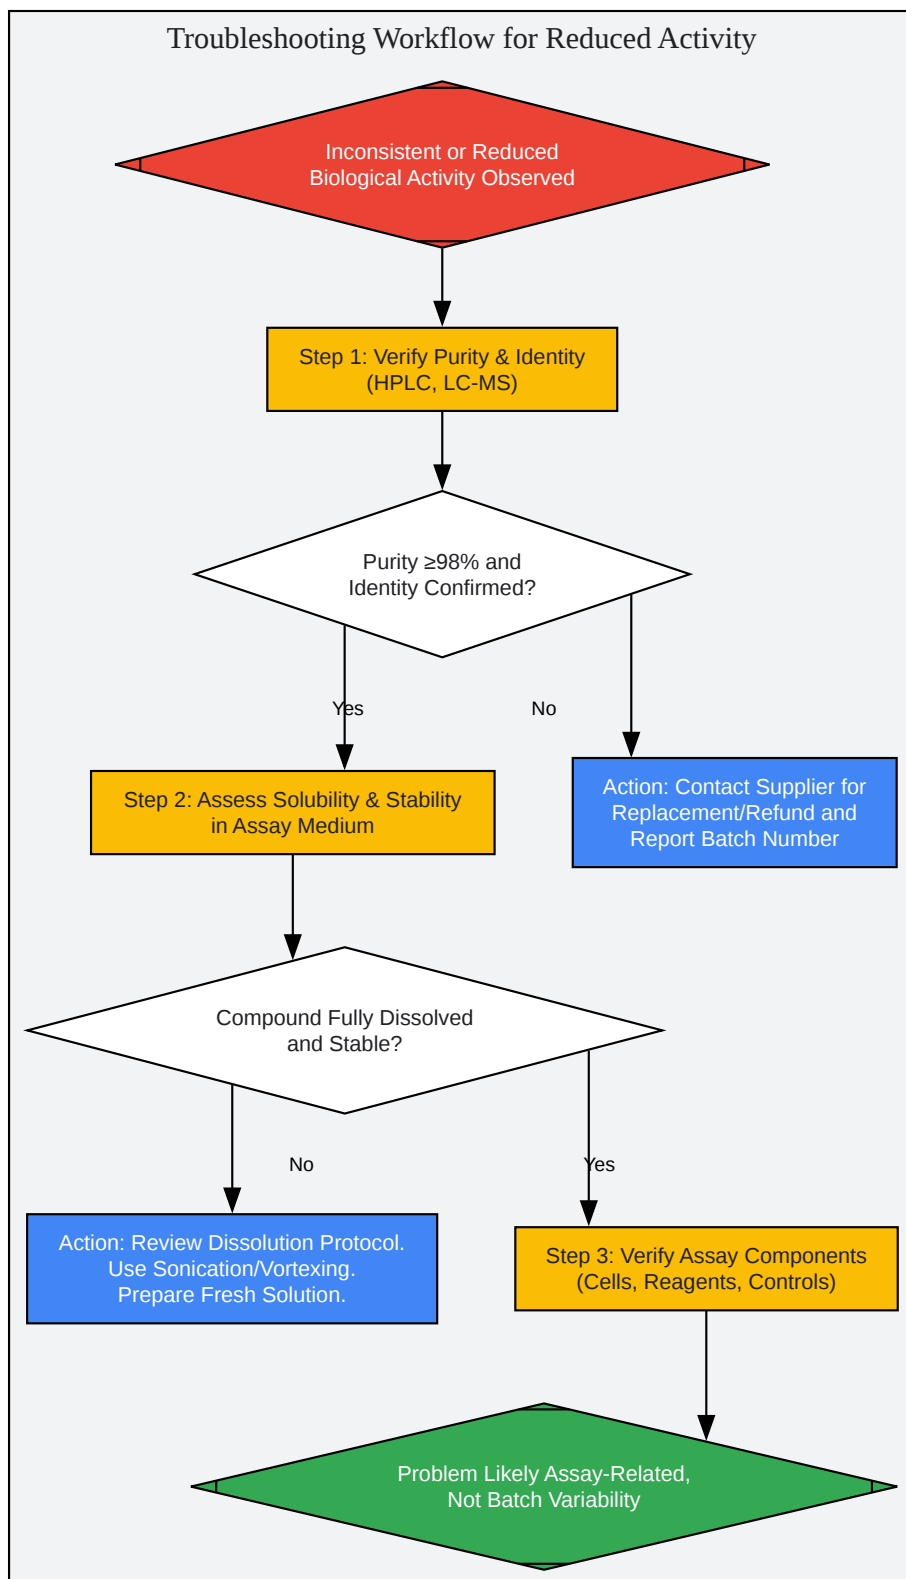 Troubleshooting Workflow for Reduced Activity
Inconsistent or Reduced
Biological Activity Observed
Step 1: Verify Purity & Identity
(HPLC, LC-MS)
Purity ≥98% and
Identity Confirmed?
Yes
No
Step 2: Assess Solubility & Stability
in Assay Medium
Action: Contact Supplier for
Replacement/Refund and
Report Batch Number
Compound Fully Dissolved
and Stable?
No
Yes
Action: Review Dissolution Protocol.
Use Sonication/Vortexing.
Prepare Fresh Solution.
Step 3: Verify Assay Components
(Cells, Reagents, Controls)
Problem Likely Assay-Related,
Not Batch Variability